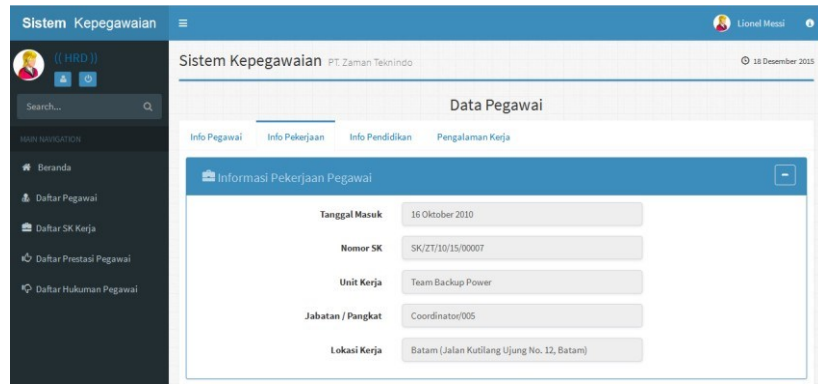 Sistem Kepegawaian
Lionel Messi
(( HRD ))
Search...
MAIN NAVIGATION
Beranda
Daftar Pegawai
Daftar SK Kerja
Daftar Prestasi Pegawai
Daftar Hukuman Pegawai
Sistem Kepegawaian PT. Zaman Teknindo
18 Desember 2015
Data Pegawai
Info Pegawai Info Pekerjaan Info Pendidikan Pengalaman Kerja
Informasi Pekerjaan Pegawai
Tanggal Masuk 16 Oktober 2010
Nomor SK SK/ZT/10/15/00007
Unit Kerja Team Backup Power
Jabatan / Pangkat Coordinator/005
Lokasi Kerja Batam (Jalan Kutilang Ujung No. 12, Batam)